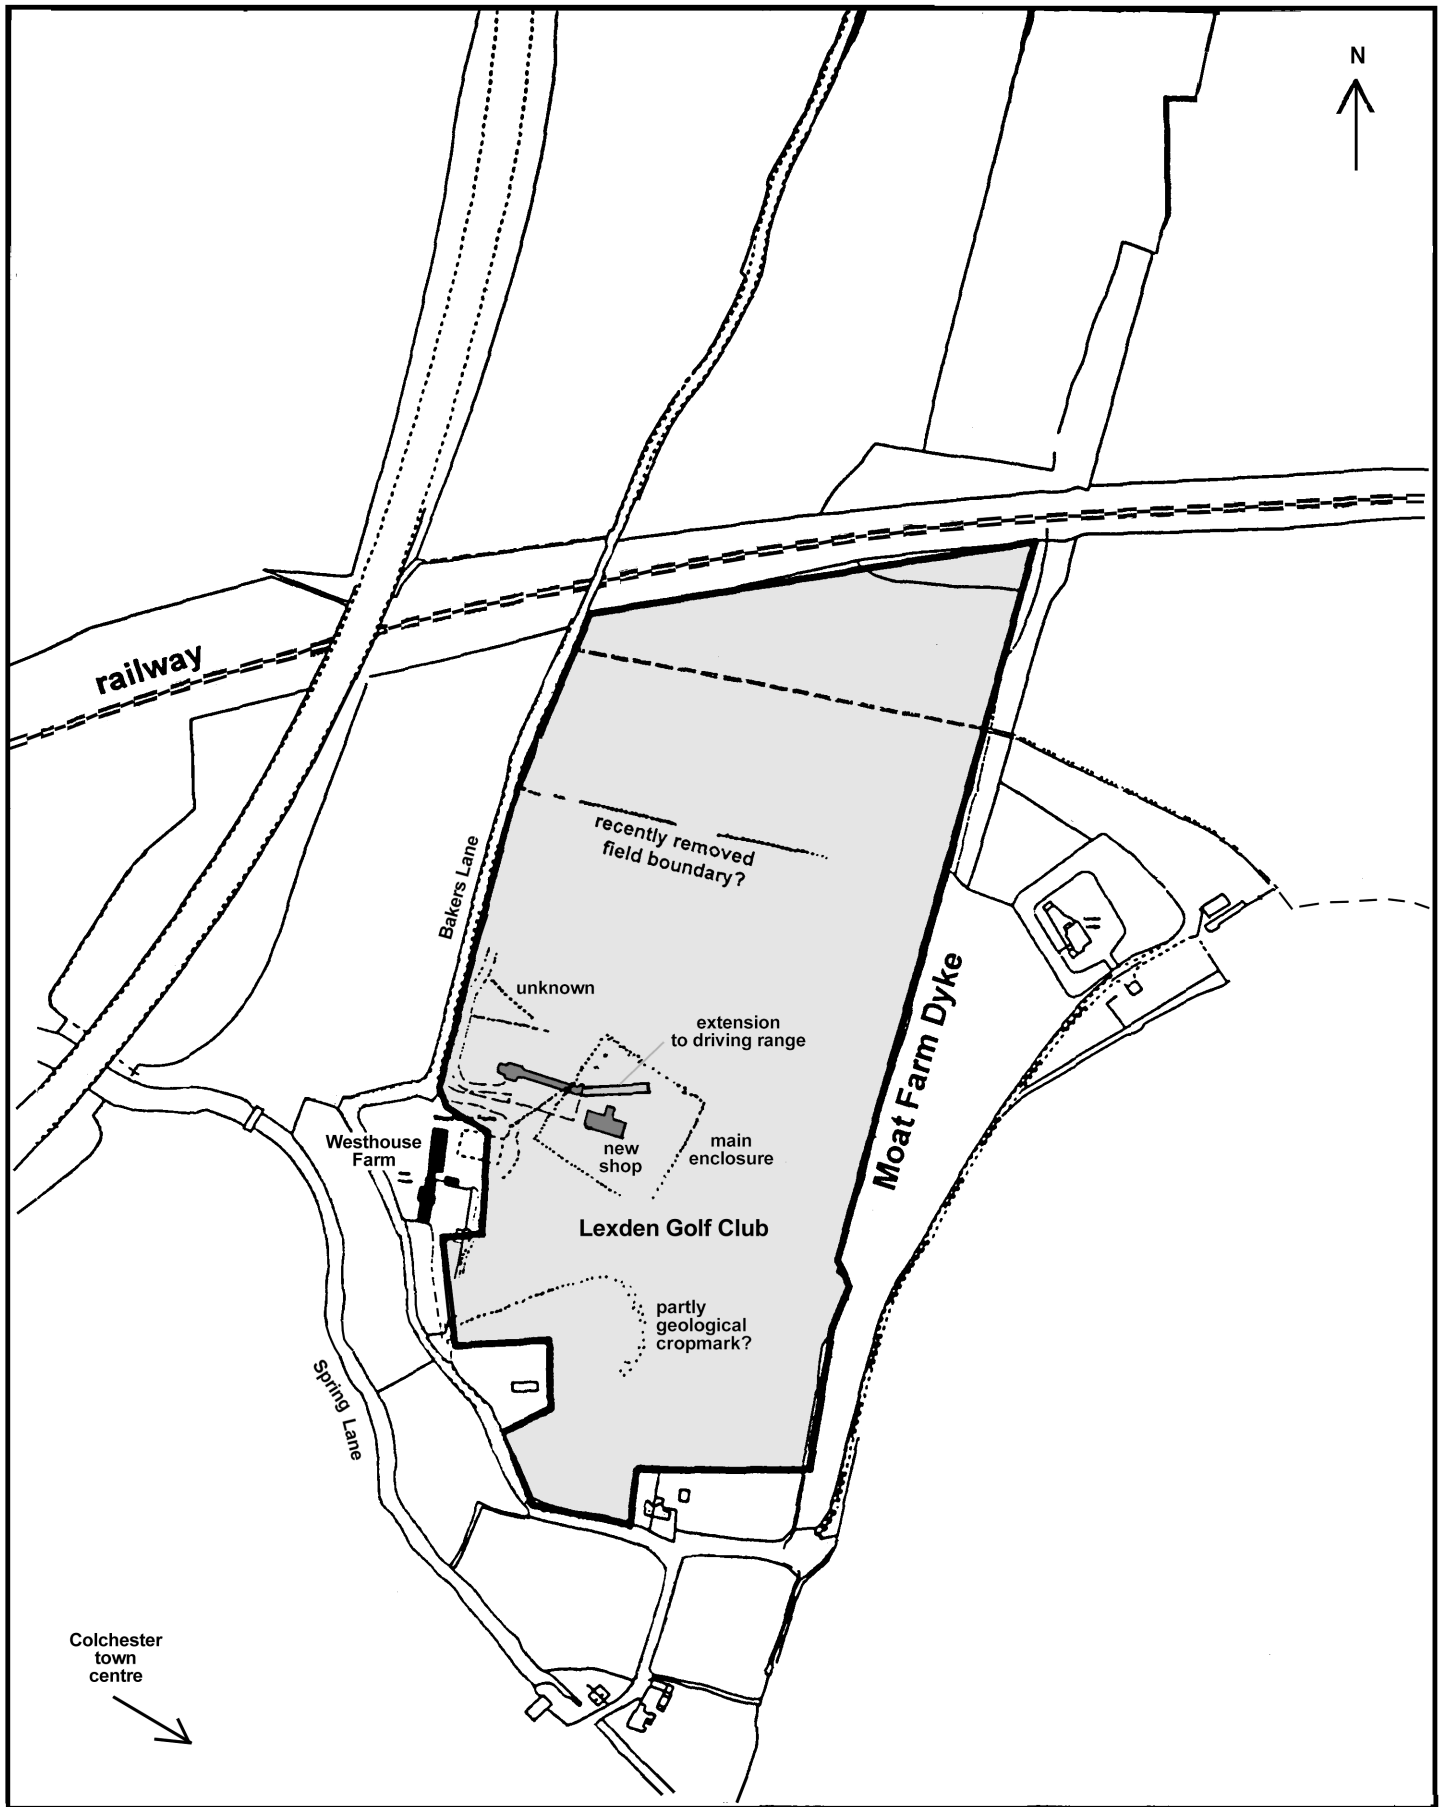 N
railway
recently removed
field boundary?
Bakers Lane
unknown
extension
to driving range
Moat Farm Dyke
Westhouse
Farm
new
shop
main
enclosure
Lexden Golf Club
partly
geological
cropmark?
Spring Lane
Colchester
town
centre